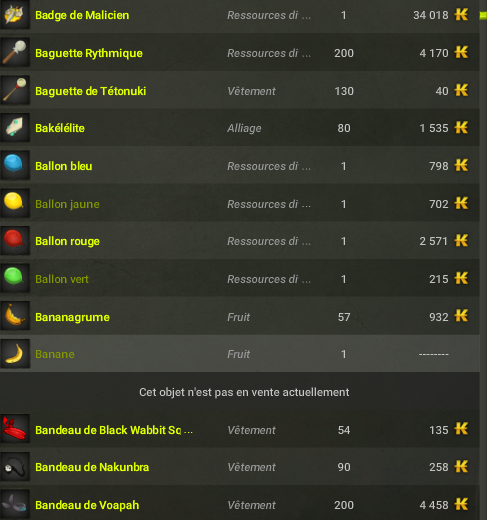 Badge de Malicien Ressources di ... 1 34 018
Baguette Rythmique Ressources di ... 200 4 170
Baguette de Tétonuki Vêtement 130 40
Bakélélite Alliage 80 1 535
Ballon bleu Ressources di ... 1 798
Ballon jaune Ressources di ... 1 702
Ballon rouge Ressources di ... 1 2 571
Ballon vert Ressources di ... 1 215
Bananagrume Fruit 57 932
Banane Fruit 1 --------
Cet objet n'est pas en vente actuellement
Bandeau de Black Wabbit Sq ... Vêtement 54 135
Bandeau de Nakunbra Vêtement 90 258
Bandeau de Voapah Vêtement 200 4 458